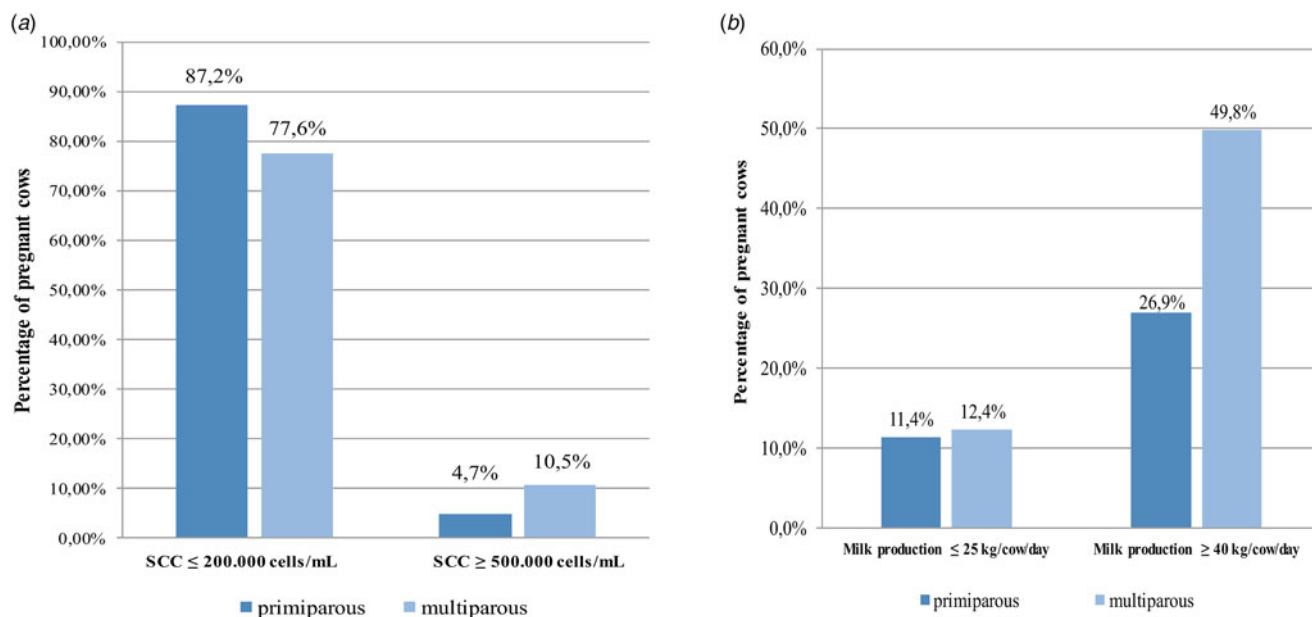 (a)
100,00%
90,00%
80,00%
70,00%
60,00%
50,00%
40,00%
30,00%
20,00%
10,00%
0,00%
Percentage of pregnant cows
87,2%
77,6%
4,7%
10,5%
SCC ≤ 200.000 cells/mL
SCC ≥ 500.000 cells/mL
primiparous
multiparous
(b)
60,0%
50,0%
40,0%
30,0%
20,0%
10,0%
0,0%
Percentage of pregnant cows
11,4%
12,4%
26,9%
49,8%
Milk production ≤ 25 kg/cow/day
Milk production ≥ 40 kg/cow/day
primiparous
multiparous